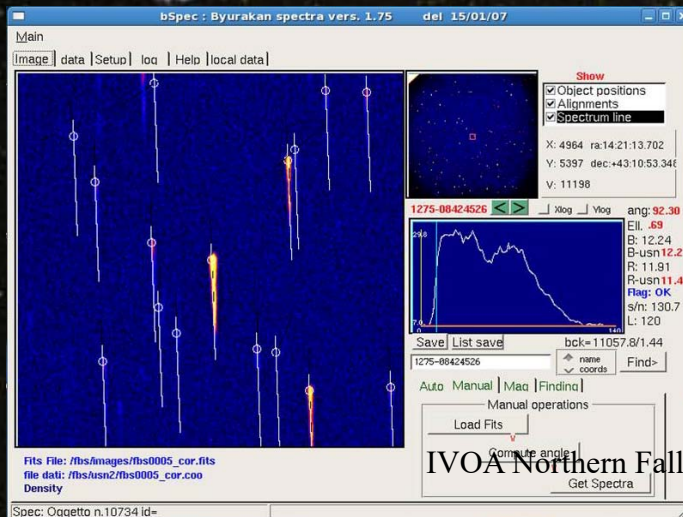 bSpec : Byurakan spectra vers. 1.75 del 15/01/07
Main
Image data Setup log Help local data
Show
Object positions
Alignments
Spectrum line
X: 4964 ra:14:21:13.702
Y: 5397 dec:+43:10:53.348
V: 11198
1275-08424526 < > Xlog Ylog ang: 92.30
Ell. .69
B: 12.24
B-usn 12.2
R: 11.91
R-usn 11.4
Flag: OK
s/n: 130.7
L: 120
29.8
7.0
140
Save List save bck=11057.8/1.44
1275-08424526 name coords Find>
Auto Manual Mag Finding
Manual operations
Load Fits
Compute angle
Get Spectra
IVOA Northern Fall
Fits File: /fbs/images/fbs0005_cor.fits
file dati: /fbs/usn2/fbs0005_cor.coo
Density
Spec: Oggetto n.10734 id=